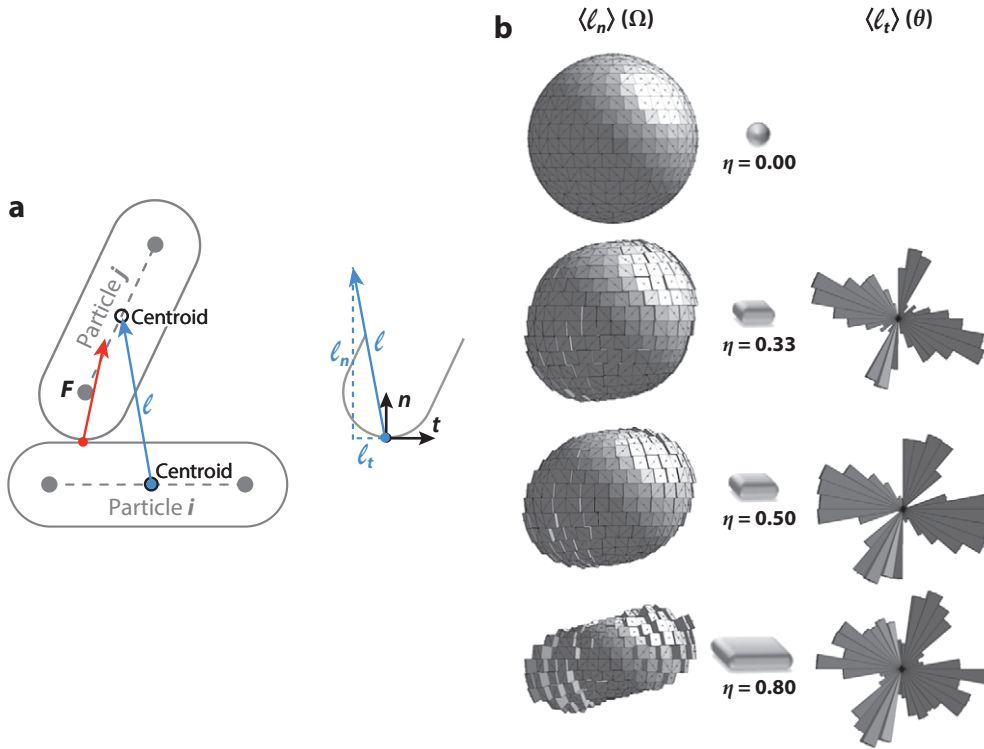 a
Particle j
Centroid
F
ℓ
Centroid
Particle i
ℓn
ℓ
n
t
ℓt
b
⟨ℓn⟩(Ω)
⟨ℓt⟩(θ)
η = 0.00
η = 0.33
η = 0.50
η = 0.80